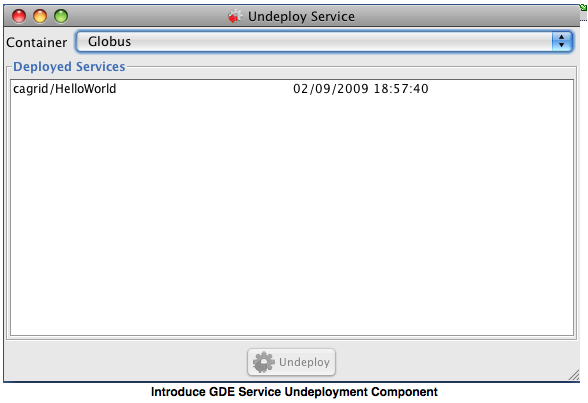 Undeploy Service
Container Globus
Deployed Services
cagrid/HelloWorld 02/09/2009 18:57:40
Undeploy
Introduce GDE Service Undeployment Component